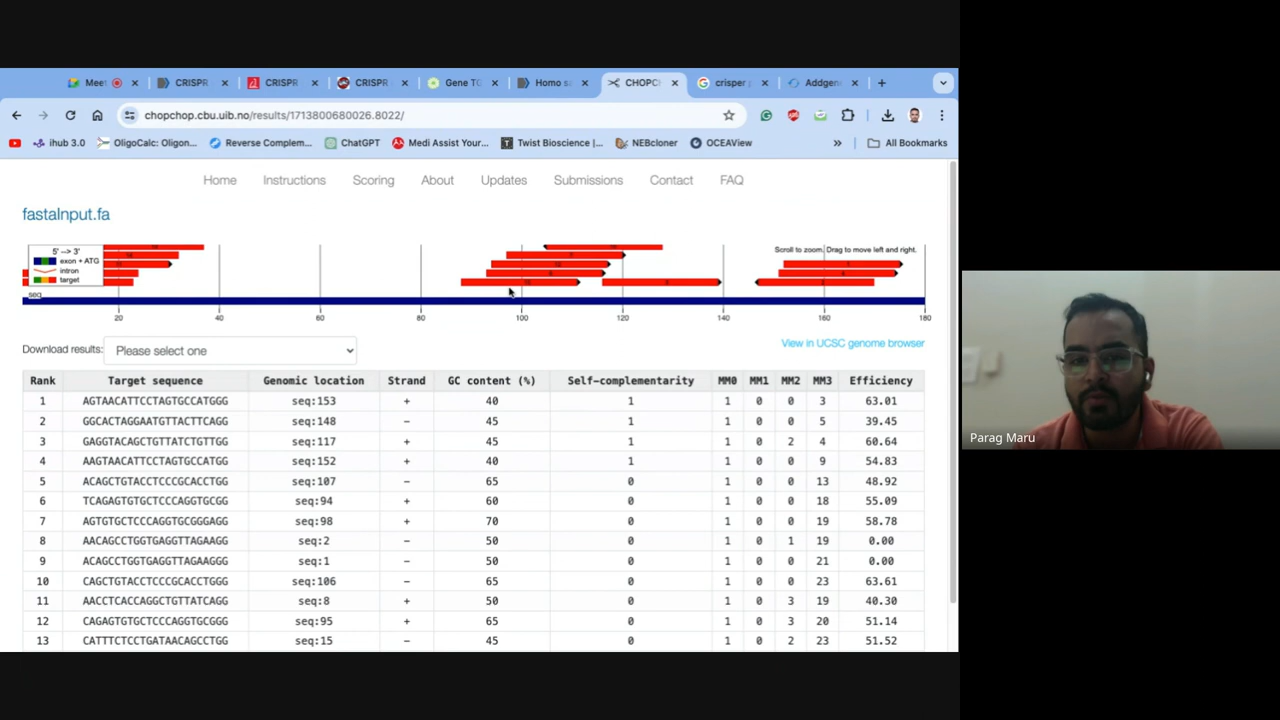 Meet CRISPR CRISPR CRISPR Gene TC Homo s CHOPC crisper Addgen
chopchop.cbu.uib.no/results/1713800680026.8022/
ihub 3.0 OligoCalc: Oligon... Reverse Complem... ChatGPT Medi Assist Your... Twist Bioscience |... NEBcloner OCEAView » All Bookmarks
Home Instructions Scoring About Updates Submissions Contact FAQ
fastaInput.fa
5' --> 3'
exon + ATG
intron
target
Scroll to zoom. Drag to move left and right.
seq
20 40 60 80 100 120 140 160 180
Download results: Please select one View in UCSC genome browser
Rank Target sequence Genomic location Strand GC content (%) Self-complementarity MM0 MM1 MM2 MM3 Efficiency
1 AGTAACATTCCTAGTGCCATGGG seq:153 + 40 1 1 0 0 3 63.01
2 GGCACTAGGAATGTTACTTCAGG seq:148 - 45 1 1 0 0 5 39.45
3 GAGGTACAGCTGTTATCTGTTGG seq:117 + 45 1 1 0 2 4 60.64
4 AAGTAACATTCCTAGTGCCATGG seq:152 + 40 1 1 0 0 9 54.83
5 ACAGCTGTACCTCCCGCACCTGG seq:107 - 65 0 1 0 0 13 48.92
6 TCAGAGTGTGCTCCCAGGTGCGG seq:94 + 60 0 1 0 0 18 55.09
7 AGTGTGCTCCCAGGTGCGGGAGG seq:98 + 70 0 1 0 0 19 58.78
8 AACAGCCTGGTGAGGTTAGAAGG seq:2 - 50 0 1 0 1 19 0.00
9 ACAGCCTGGTGAGGTTAGAAGGG seq:1 - 50 0 1 0 0 21 0.00
10 CAGCTGTACCTCCCGCACCTGGG seq:106 - 65 0 1 0 0 23 63.61
11 AACCTCACCAGGCTGTTATCAGG seq:8 + 50 0 1 0 3 19 40.30
12 CAGAGTGTGCTCCCAGGTGCGGG seq:95 + 65 0 1 0 3 20 51.14
13 CATTTCTCCTGATAACAGCCTGG seq:15 - 45 0 1 0 2 23 51.52
Parag Maru